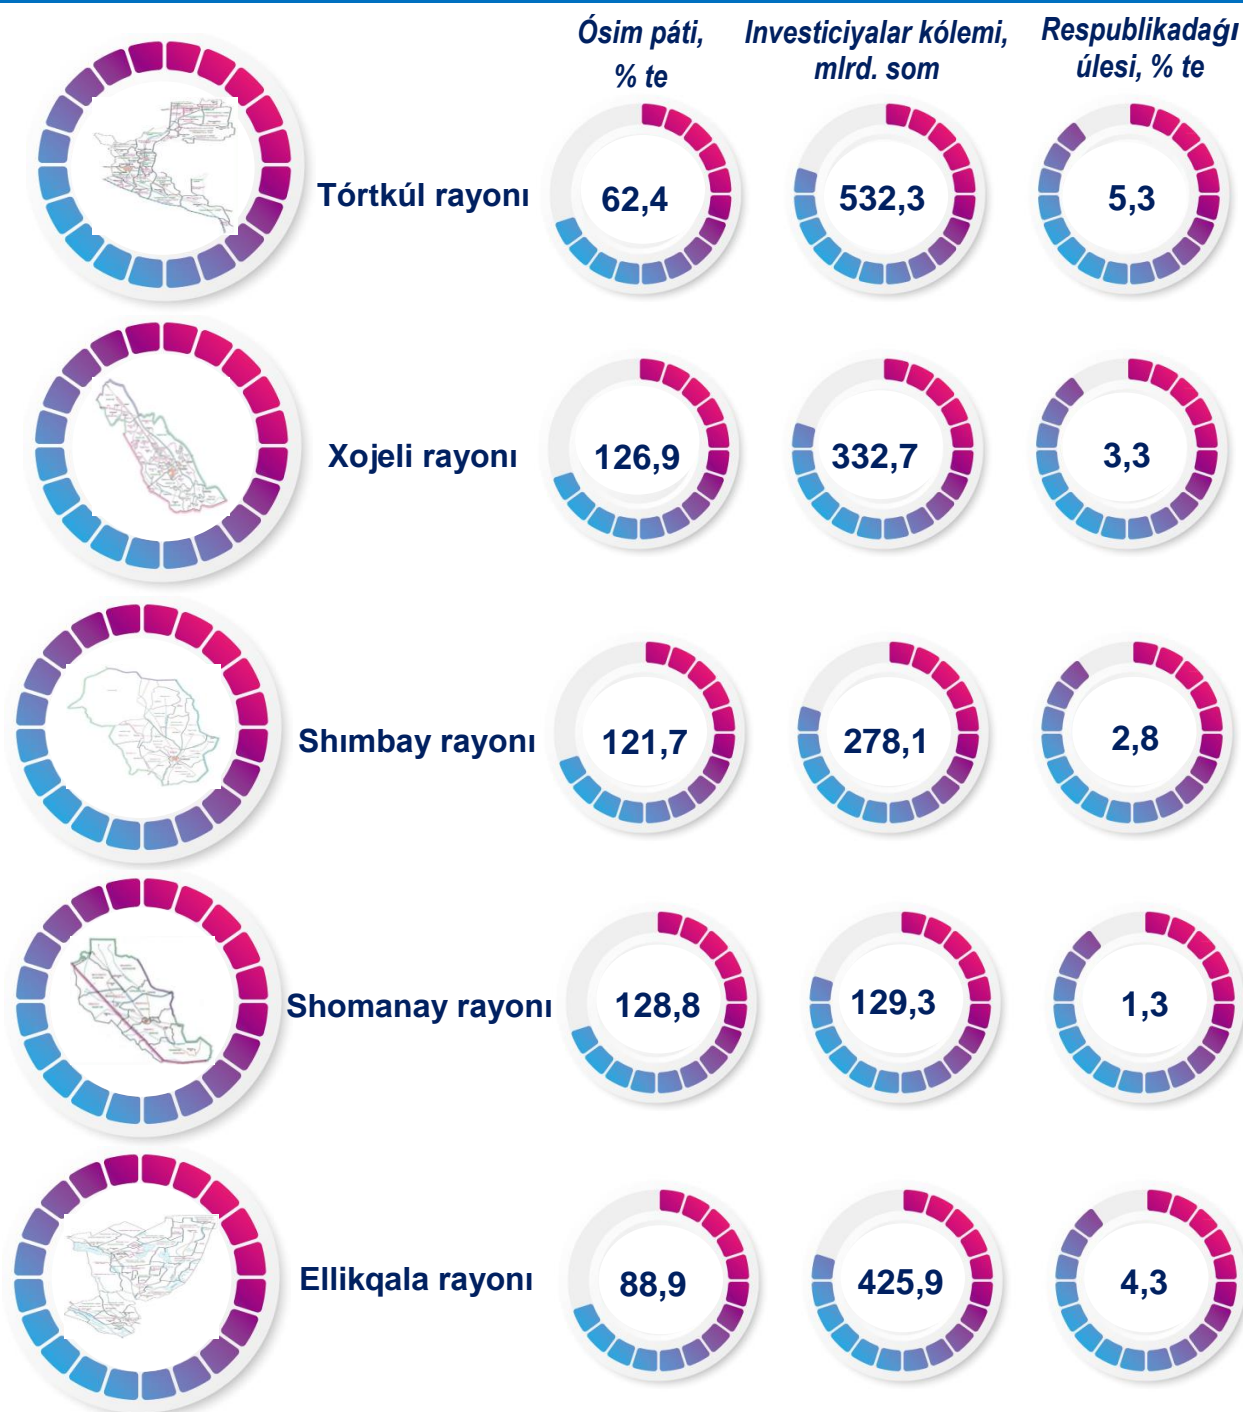 Ósim páti,
% te
Investiciyalar kólemi,
mlrd. som
Respublikadaǵı
úlesi, % te
Tórtkúl rayonı
62,4
532,3
5,3
Xojeli rayonı
126,9
332,7
3,3
Shımbay rayonı
121,7
278,1
2,8
Shomanay rayonı
128,8
129,3
1,3
Ellikqala rayonı
88,9
425,9
4,3